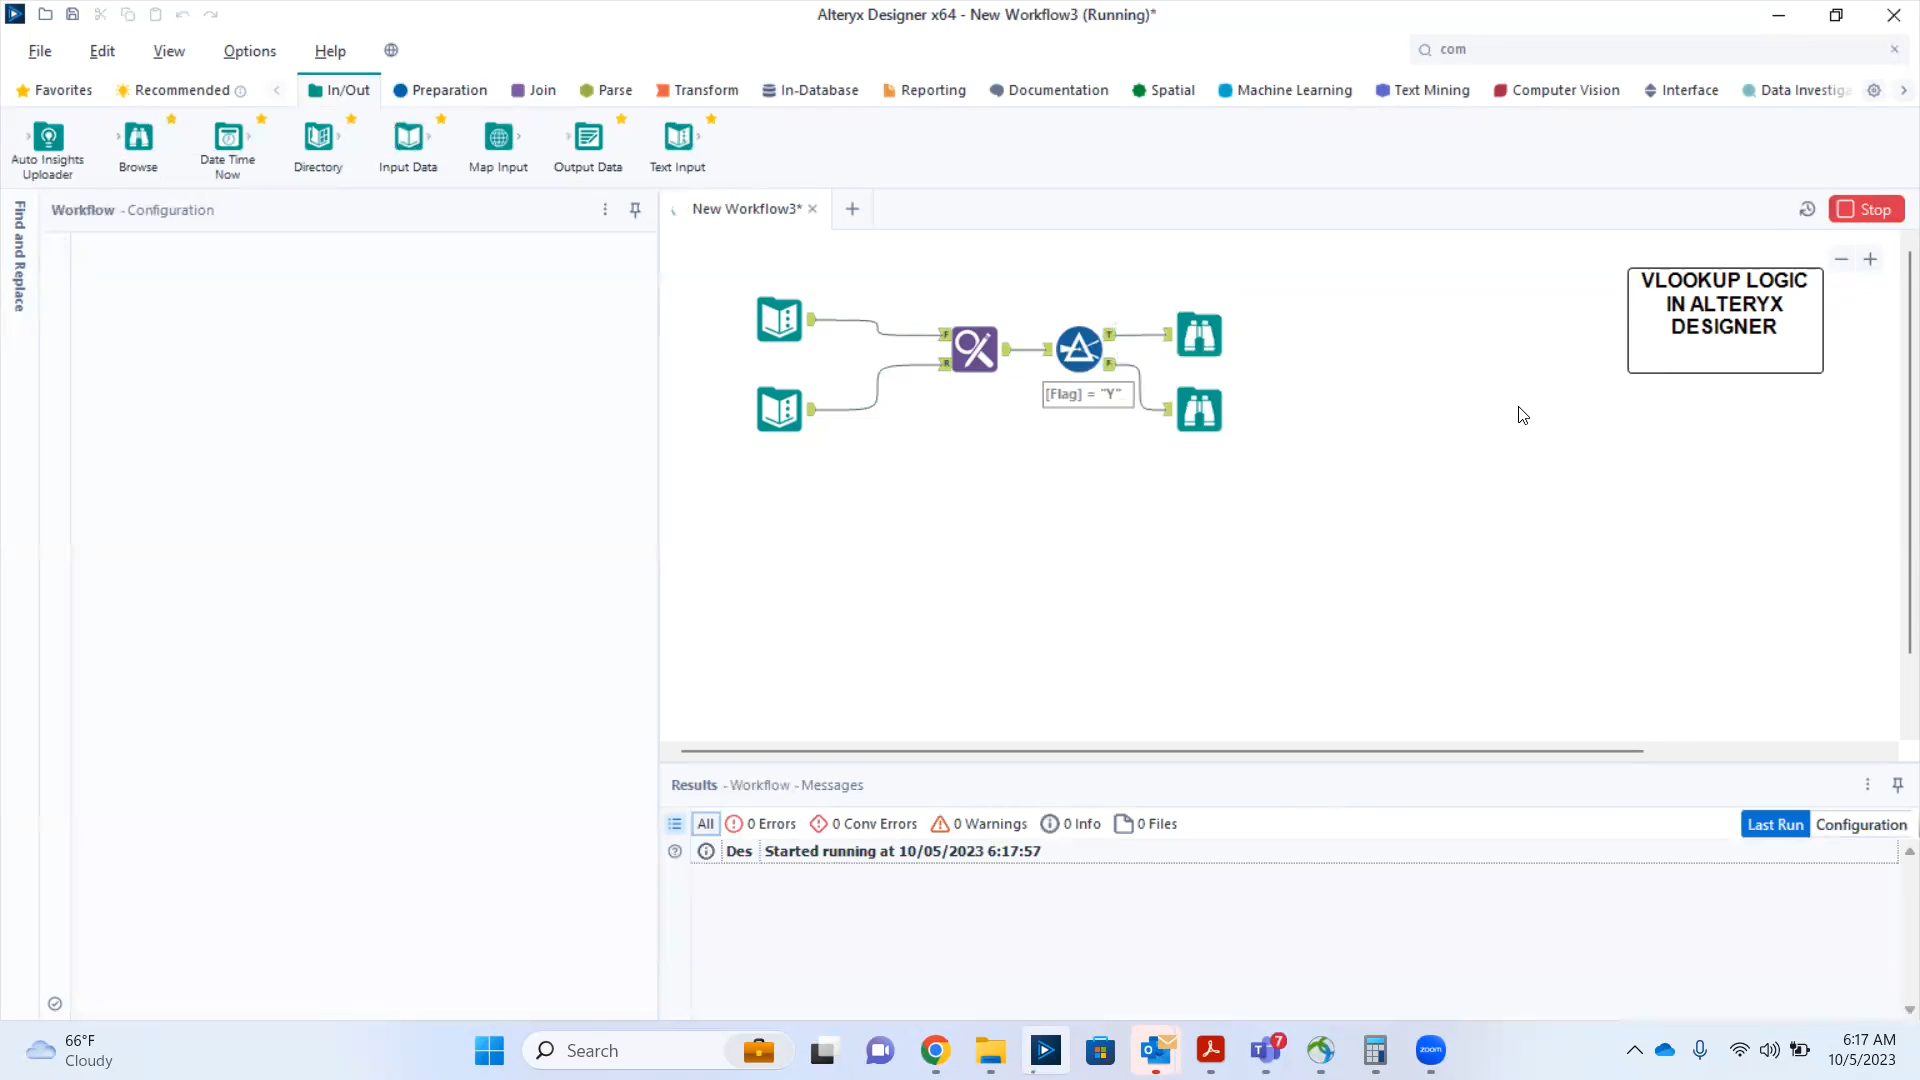 Alteryx Designer x64 - New Workflow3 (Running)*
File Edit View Options Help
com
Favorites Recommended In/Out Preparation Join Parse Transform In-Database Reporting Documentation Spatial Machine Learning Text Mining Computer Vision Interface Data Investiga
Auto Insights Uploader
Browse
Date Time Now
Directory
Input Data
Map Input
Output Data
Text Input
Find and Replace
Workflow - Configuration
New Workflow3*
Stop
VLOOKUP LOGIC
IN ALTERYX
DESIGNER
F
R
T
F
[Flag] = "Y"
Results - Workflow - Messages
All 0 Errors 0 Conv Errors 0 Warnings 0 Info 0 Files
Last Run Configuration
Des Started running at 10/05/2023 6:17:57
66°F
Cloudy
Search
7
zoom
6:17 AM
10/5/2023